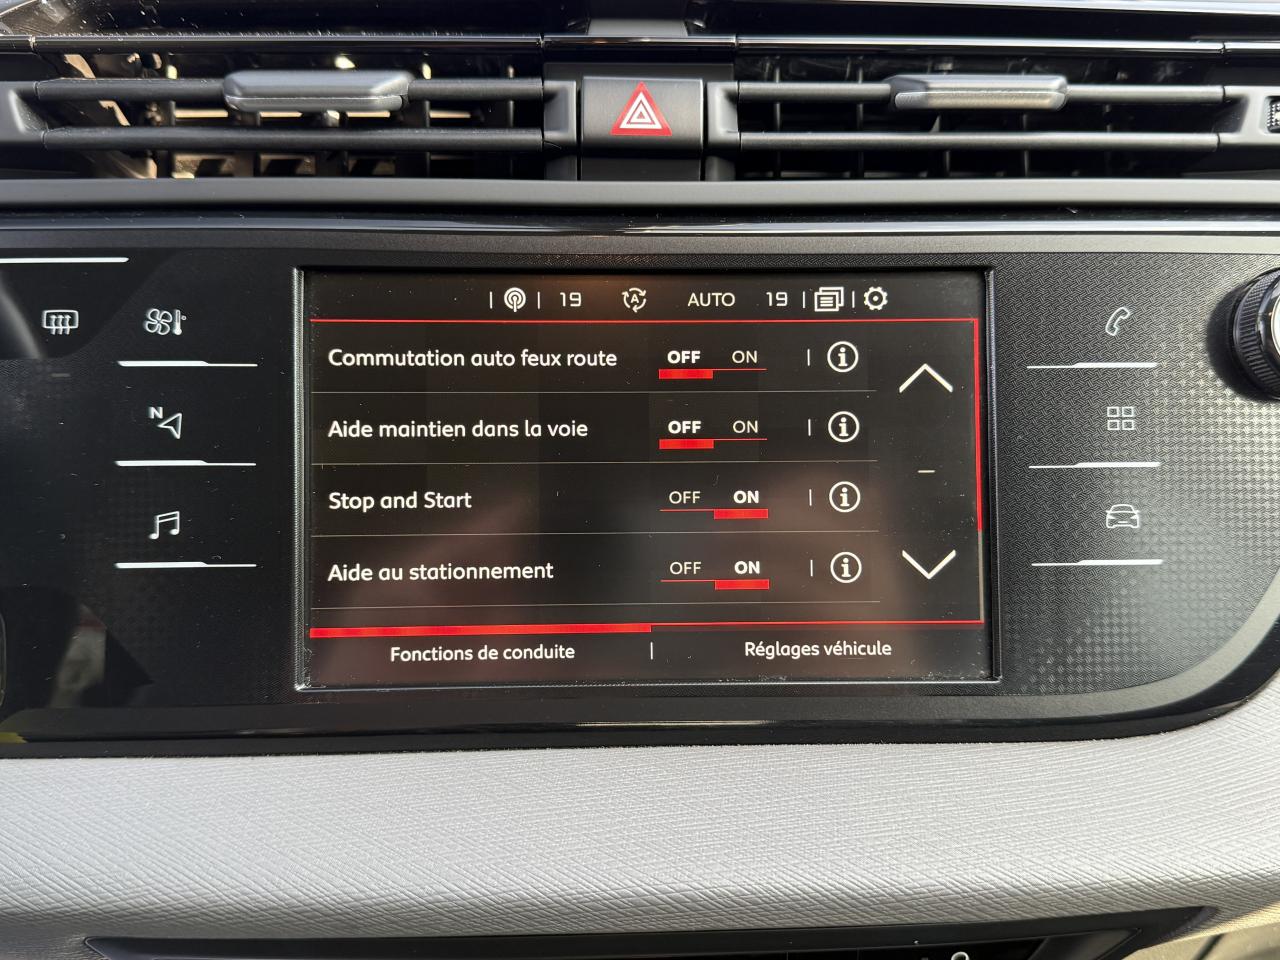 19 A AUTO 19
Commutation auto feux route OFF ON
Aide maintien dans la voie OFF ON
Stop and Start OFF ON
Aide au stationnement OFF ON
Fonctions de conduite | Réglages véhicule
N